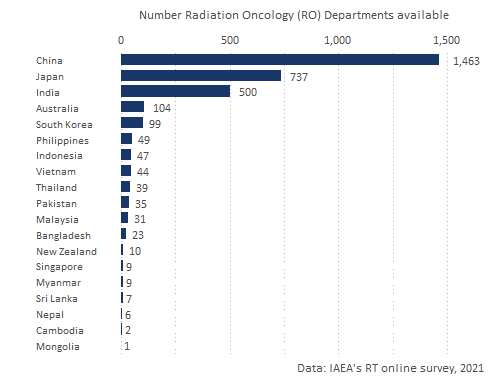 Number Radiation Oncology (RO) Departments available
0 500 1,000 1,500
China 1,463
Japan 737
India 500
Australia 104
South Korea 99
Philippines 49
Indonesia 47
Vietnam 44
Thailand 39
Pakistan 35
Malaysia 31
Bangladesh 23
New Zealand 10
Singapore 9
Myanmar 9
Sri Lanka 7
Nepal 6
Cambodia 2
Mongolia 1
Data: IAEA's RT online survey, 2021